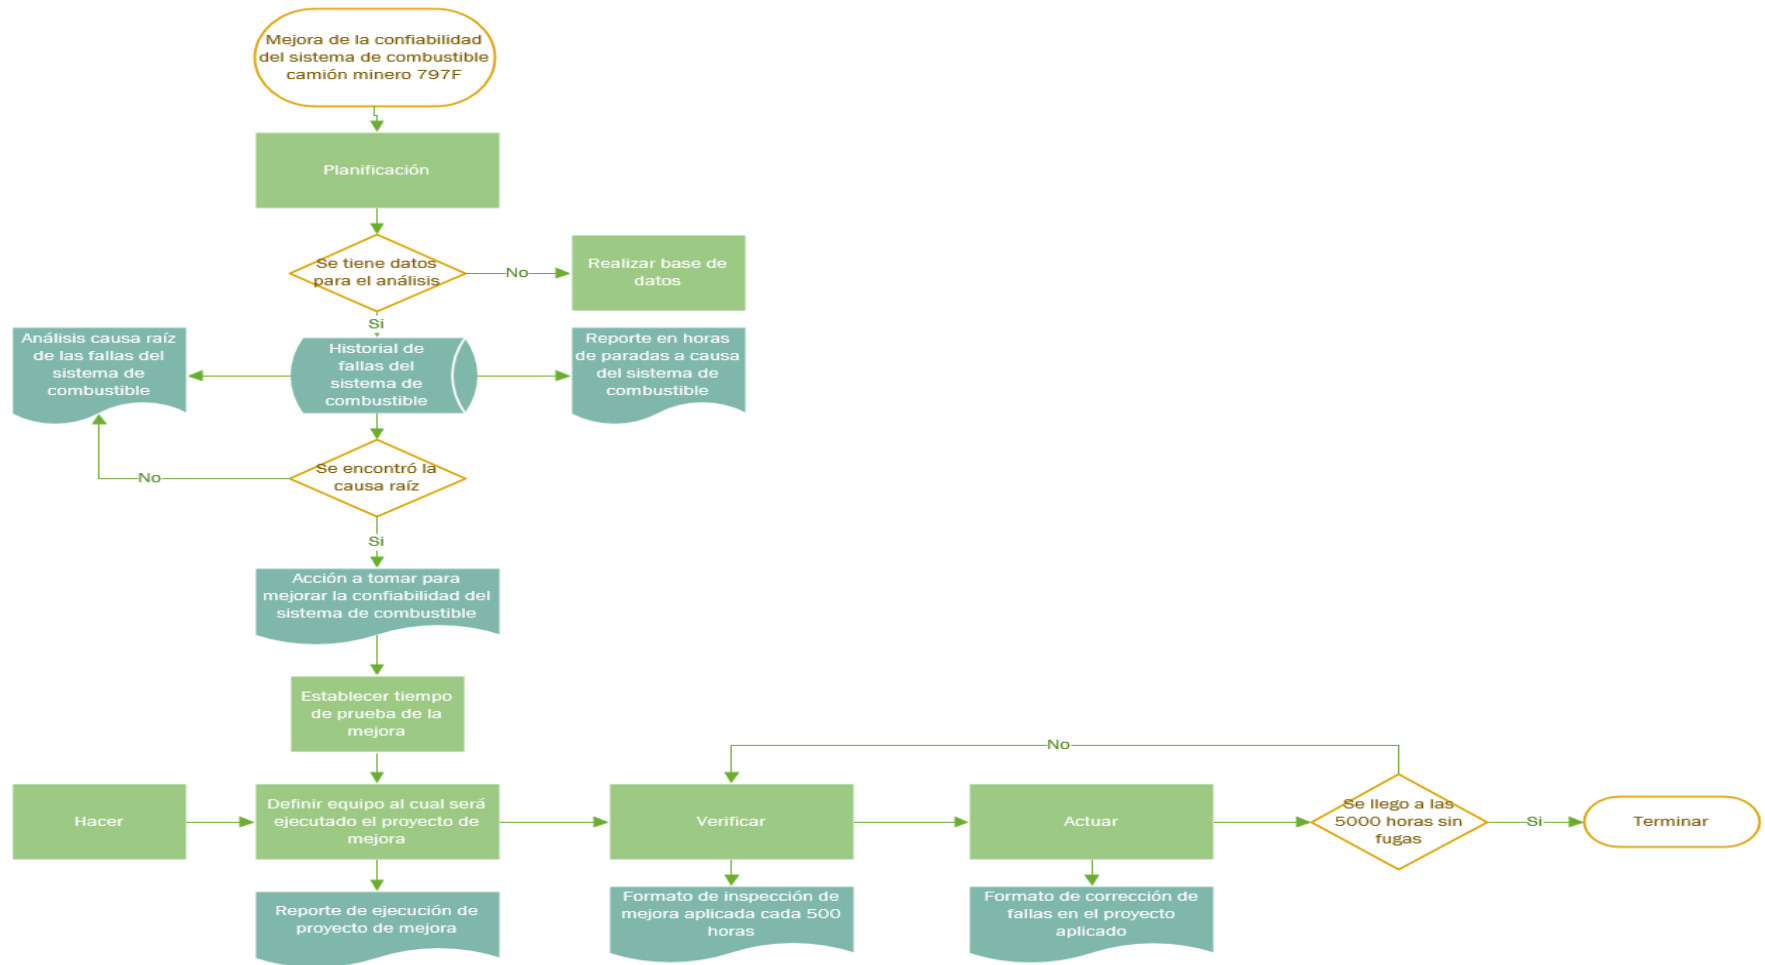 Mejora de la confiabilidad
del sistema de combustible
camión minero 797F
Planificación
Se tiene datos
para el análisis
No
Realizar base de
datos
Si
Análisis causa raíz
de las fallas del
sistema de
combustible
Historial de
fallas del
sistema de
combustible
Reporte en horas
de paradas a causa
del sistema de
combustible
Se encontró la
causa raíz
No
Si
Acción a tomar para
mejorar la confiabilidad del
sistema de combustible
Establecer tiempo
de prueba de la
mejora
No
Hacer
Definir equipo al cual será
ejecutado el proyecto de
mejora
Verificar
Actuar
Se llego a las
5000 horas sin
fugas
Si
Terminar
Reporte de ejecución de
proyecto de mejora
Formato de inspección de
mejora aplicada cada 500
horas
Formato de corrección de
fallas en el proyecto
aplicado